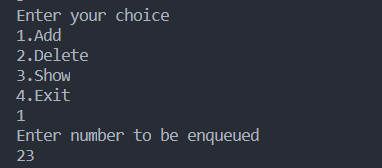 Enter your choice
1.Add
2.Delete
3.Show
4.Exit
1
Enter number to be enqueued
23